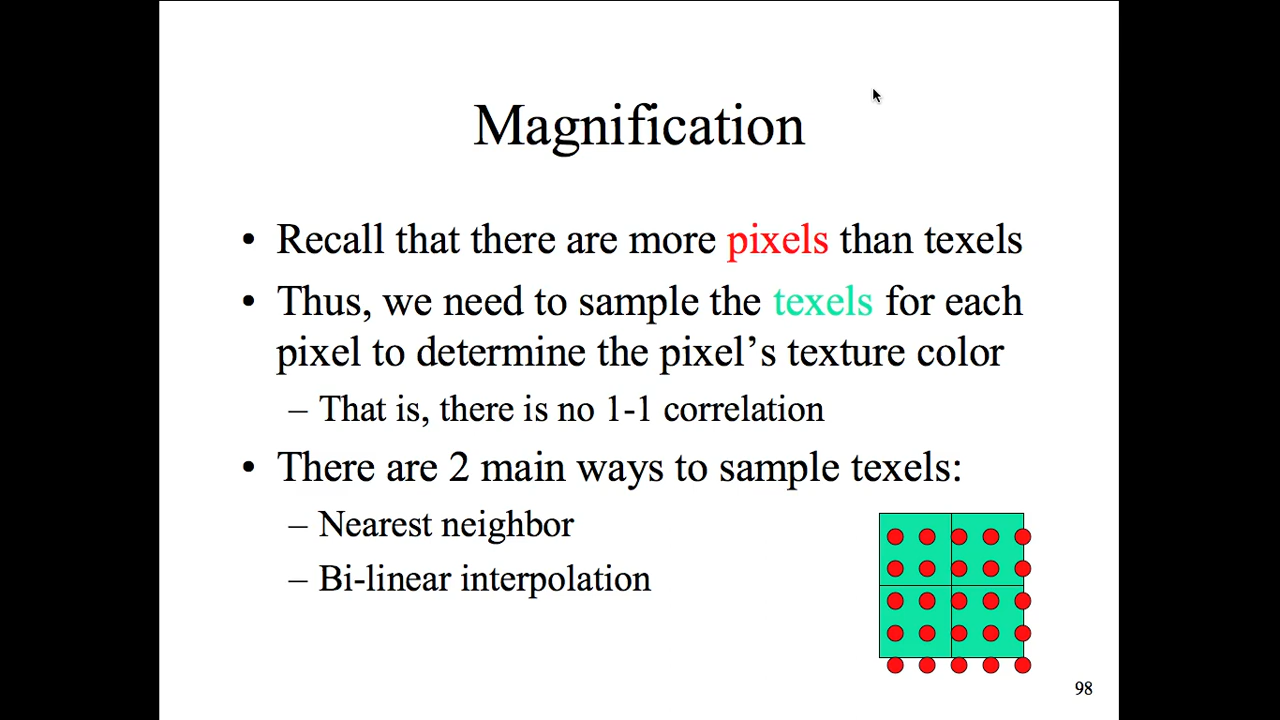 Magnification
• Recall that there are more pixels than texels
• Thus, we need to sample the texels for each
pixel to determine the pixel’s texture color
– That is, there is no 1-1 correlation
• There are 2 main ways to sample texels:
– Nearest neighbor
– Bi-linear interpolation
98